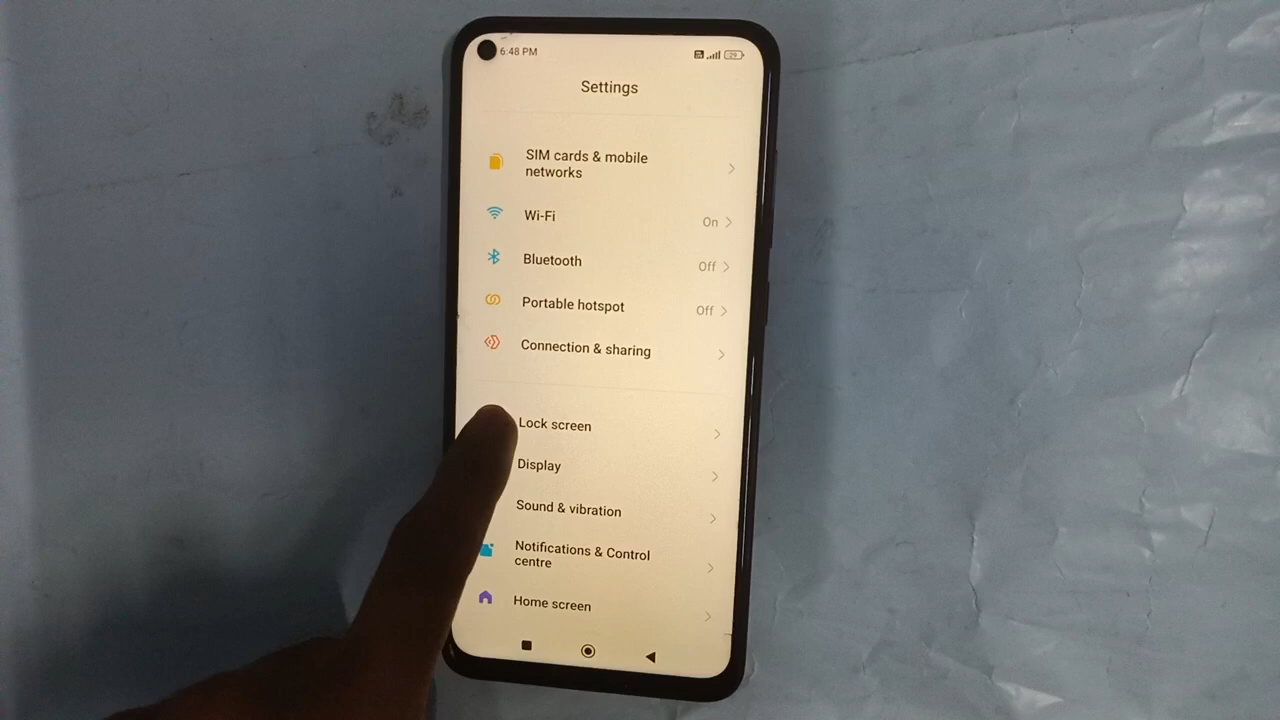 6:48 PM
29
Settings
SIM cards & mobile
networks
Wi-Fi
On
Bluetooth
Off
Portable hotspot
Off
Connection & sharing
Lock screen
Display
Sound & vibration
Notifications & Control
centre
Home screen